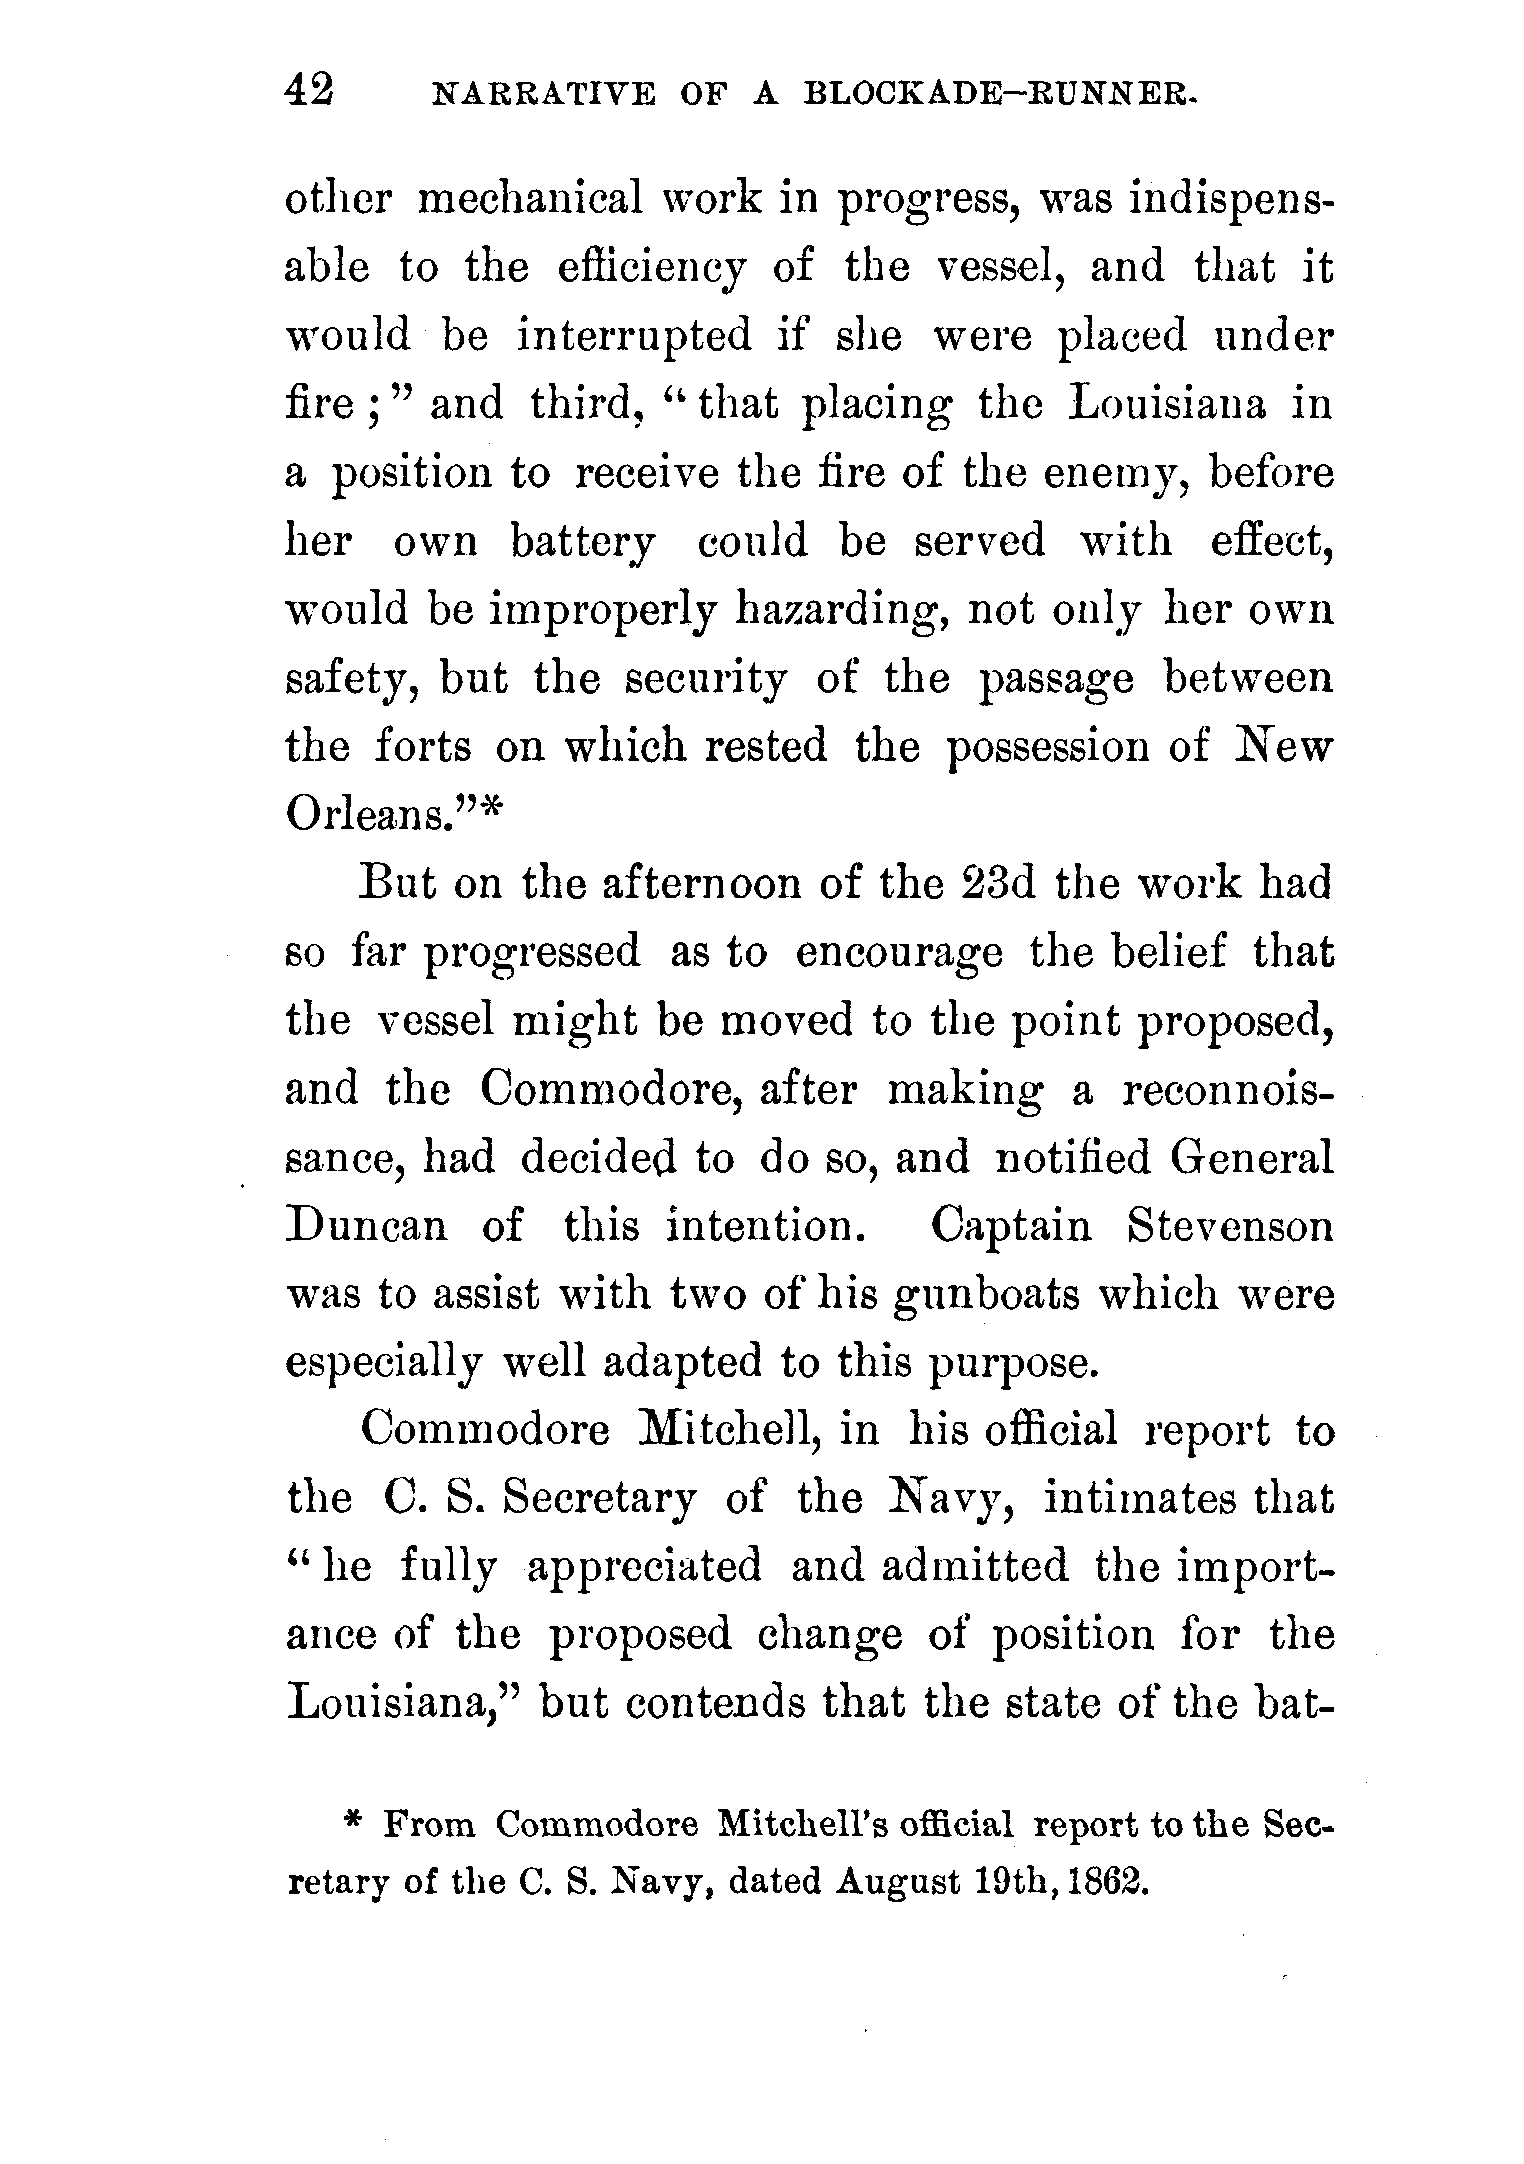 42 NARRATIVE OF A BLOCKADE-RUNNER.
other mechanical work in progress, was indispens-
able to the efficiency of the vessel, and that it
would be interrupted if she were placed under
fire ;" and third, " that placing the Louisiana in
a position to receive the fire of the enemy, before
her own battery could be served with effect,
would be improperly hazarding, not only her own
safety, but the security of the passage between
the forts on which rested the possession of New
Orleans."*
But on the afternoon of the 23d the work had
so far progressed as to encourage the belief that
the vessel might be moved to the point proposed,
and the Commodore, after making a reconnois-
sance, had decided to do so, and notified General
Duncan of this intention. Captain Stevenson
was to assist with two of his gunboats which were
especially well adapted to this purpose.
Commodore Mitchell, in his official report to
the C. S. Secretary of the Navy, intimates that
" he fully appreciated and admitted the import-
ance of the proposed change of position for the
Louisiana," but contends that the state of the bat-
* From Commodore Mitchell's official report to the Sec-
retary of the C. S. Navy, dated August 19th, 1862.